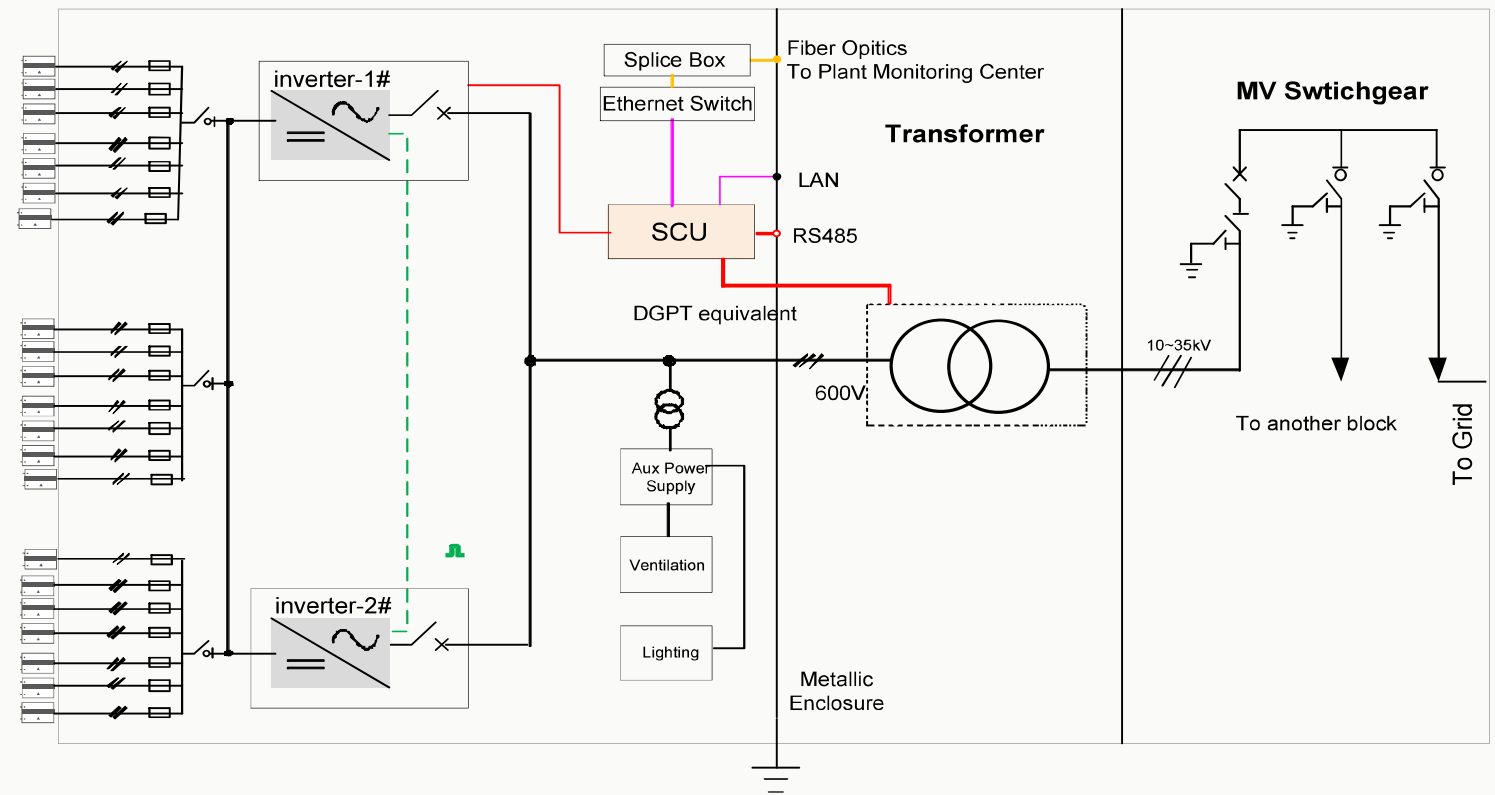 inverter-1#
Splice Box
Ethernet Switch
Fiber Opitics
To Plant Monitoring Center
Transformer
MV Swtichgear
LAN
SCU
RS485
DGPT equivalent
600V
10~35kV
To another block
To Grid
Aux Power
Supply
Ventilation
Lighting
inverter-2#
Metallic
Enclosure